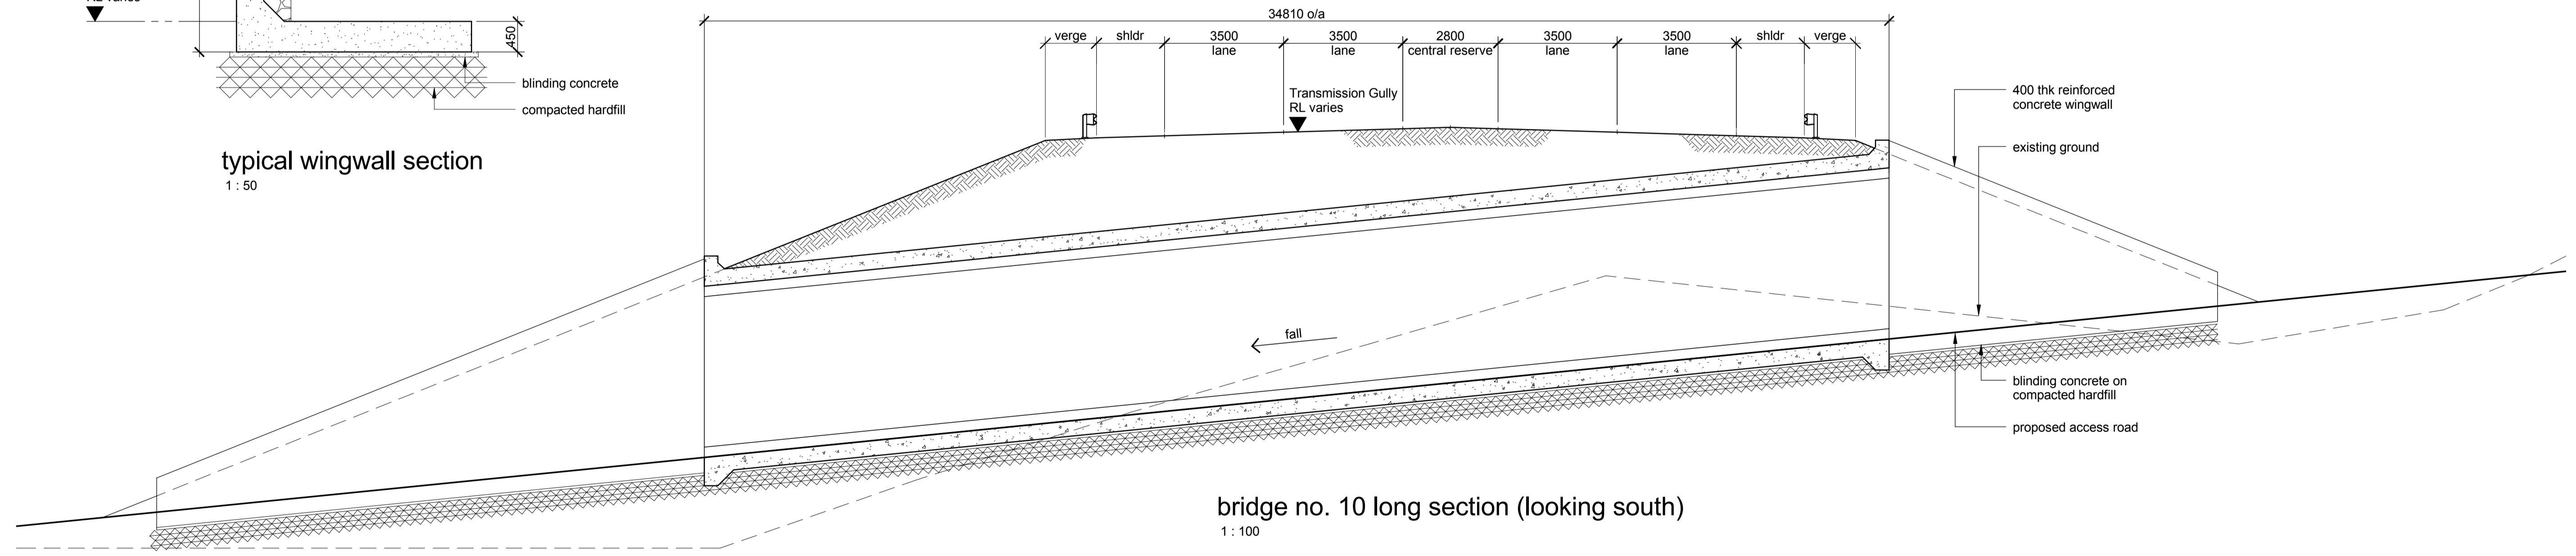 RL varies
450
blinding concrete
compacted hardfill
typical wingwall section
1 : 50
34810 o/a
verge
shldr
3500
lane
3500
lane
2800
central reserve
3500
lane
3500
lane
shldr
verge
Transmission Gully
RL varies
400 thk reinforced
concrete wingwall
existing ground
fall
blinding concrete on
compacted hardfill
proposed access road
bridge no. 10 long section (looking south)
1 : 100